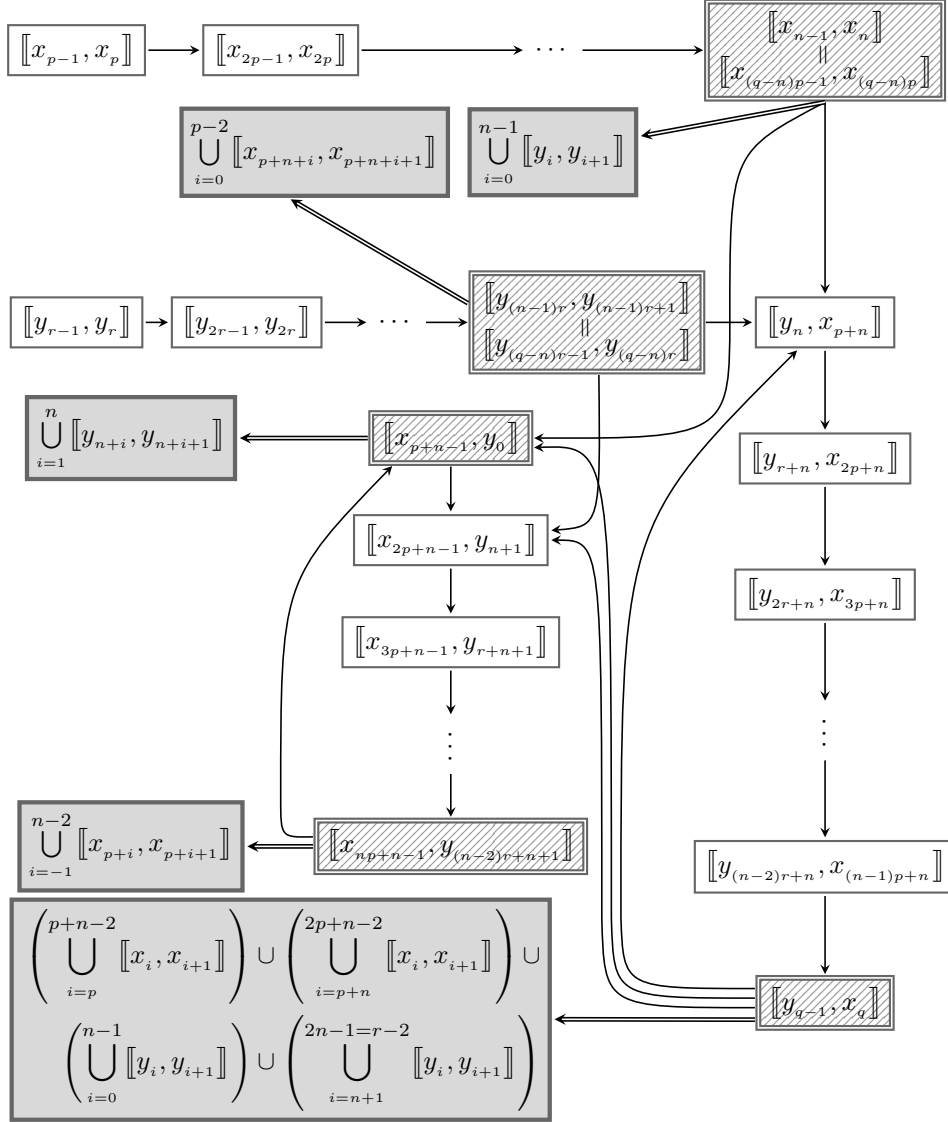 ⟦x_{p−1}, x_p⟧ ⟦x_{2p−1}, x_{2p}⟧ ⋯ ⟦x_{n−1}, x_n⟧
=
⟦x_{(q−n)p−1}, x_{(q−n)p}⟧
⋃_{i=0}^{p−2} ⟦x_{p+n+i}, x_{p+n+i+1}⟧ ⋃_{i=0}^{n−1} ⟦y_i, y_{i+1}⟧
⟦y_{(n−1)r}, y_{(n−1)r+1}⟧
=
⟦y_{(q−n)r−1}, y_{(q−n)r}⟧
⟦y_{r−1}, y_r⟧ ⟦y_{2r−1}, y_{2r}⟧ ⋯ ⟦y_n, x_{p+n}⟧
⋃_{i=1}^{n} ⟦y_{n+i}, y_{n+i+1}⟧ ⟦x_{p+n−1}, y_0⟧
⟦y_{r+n}, x_{2p+n}⟧
⟦x_{2p+n−1}, y_{n+1}⟧
⟦y_{2r+n}, x_{3p+n}⟧
⟦x_{3p+n−1}, y_{r+n+1}⟧
⋮ ⋮
⋃_{i=−1}^{n−2} ⟦x_{p+i}, x_{p+i+1}⟧ ⟦x_{np+n−1}, y_{(n−2)r+n+1}⟧
⟦y_{(n−2)r+n}, x_{(n−1)p+n}⟧
(⋃_{i=p}^{p+n−2} ⟦x_i, x_{i+1}⟧) ∪ (⋃_{i=p+n}^{2p+n−2} ⟦x_i, x_{i+1}⟧) ∪
(⋃_{i=0}^{n−1} ⟦y_i, y_{i+1}⟧) ∪ (⋃_{i=n+1}^{2n−1=r−2} ⟦y_i, y_{i+1}⟧)
⟦y_{q−1}, x_q⟧